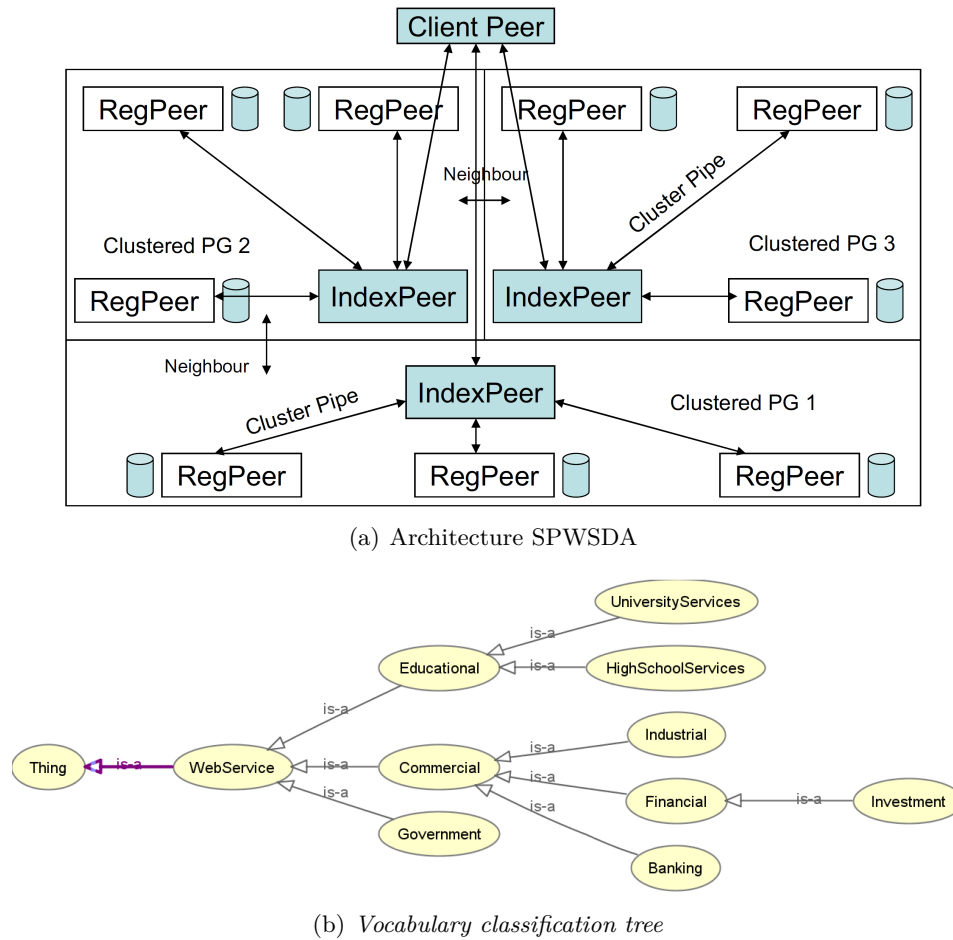 Client Peer
RegPeer
RegPeer
RegPeer
RegPeer
Neighbour
Cluster Pipe
Clustered PG 2
Clustered PG 3
RegPeer
IndexPeer
IndexPeer
RegPeer
Neighbour
IndexPeer
Cluster Pipe
Clustered PG 1
RegPeer
RegPeer
RegPeer
(a) Architecture SPWSDA
UniversityServices
is-a
Educational
is-a
HighSchoolServices
is-a
Industrial
is-a
Thing
is-a
WebService
is-a
Commercial
is-a
Financial
is-a
Investment
is-a
is-a
Government
Banking
(b) Vocabulary classification tree